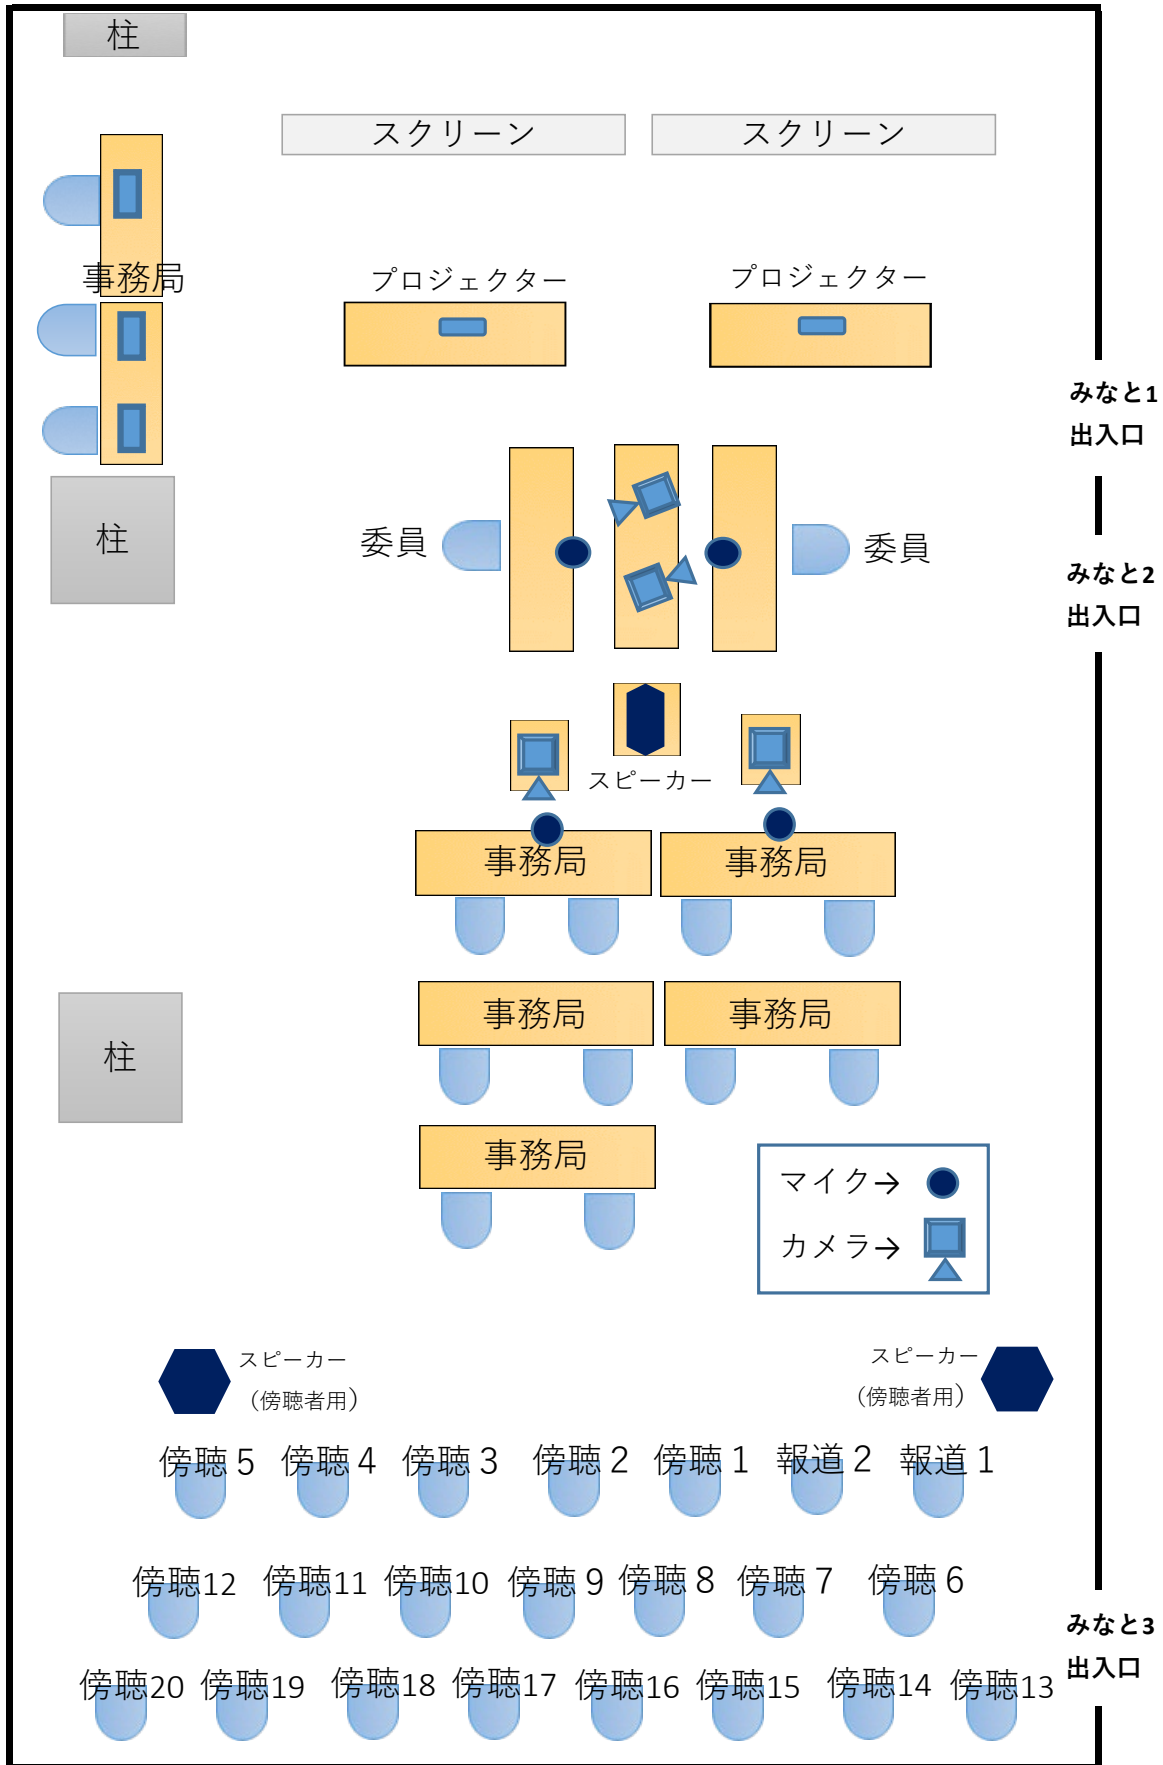 柱
スクリーン
スクリーン
事務局
プロジェクター
プロジェクター
みなと1
出入口
柱
委員
委員
みなと2
出入口
スピーカー
事務局
事務局
事務局
事務局
柱
事務局
マイク→
カメラ→
スピーカー
（傍聴者用）
スピーカー
（傍聴者用）
傍聴５
傍聴４
傍聴３
傍聴２
傍聴１
報道２
報道１
傍聴12
傍聴11
傍聴10
傍聴９
傍聴８
傍聴７
傍聴６
みなと3
出入口
傍聴20
傍聴19
傍聴18
傍聴17
傍聴16
傍聴15
傍聴14
傍聴13